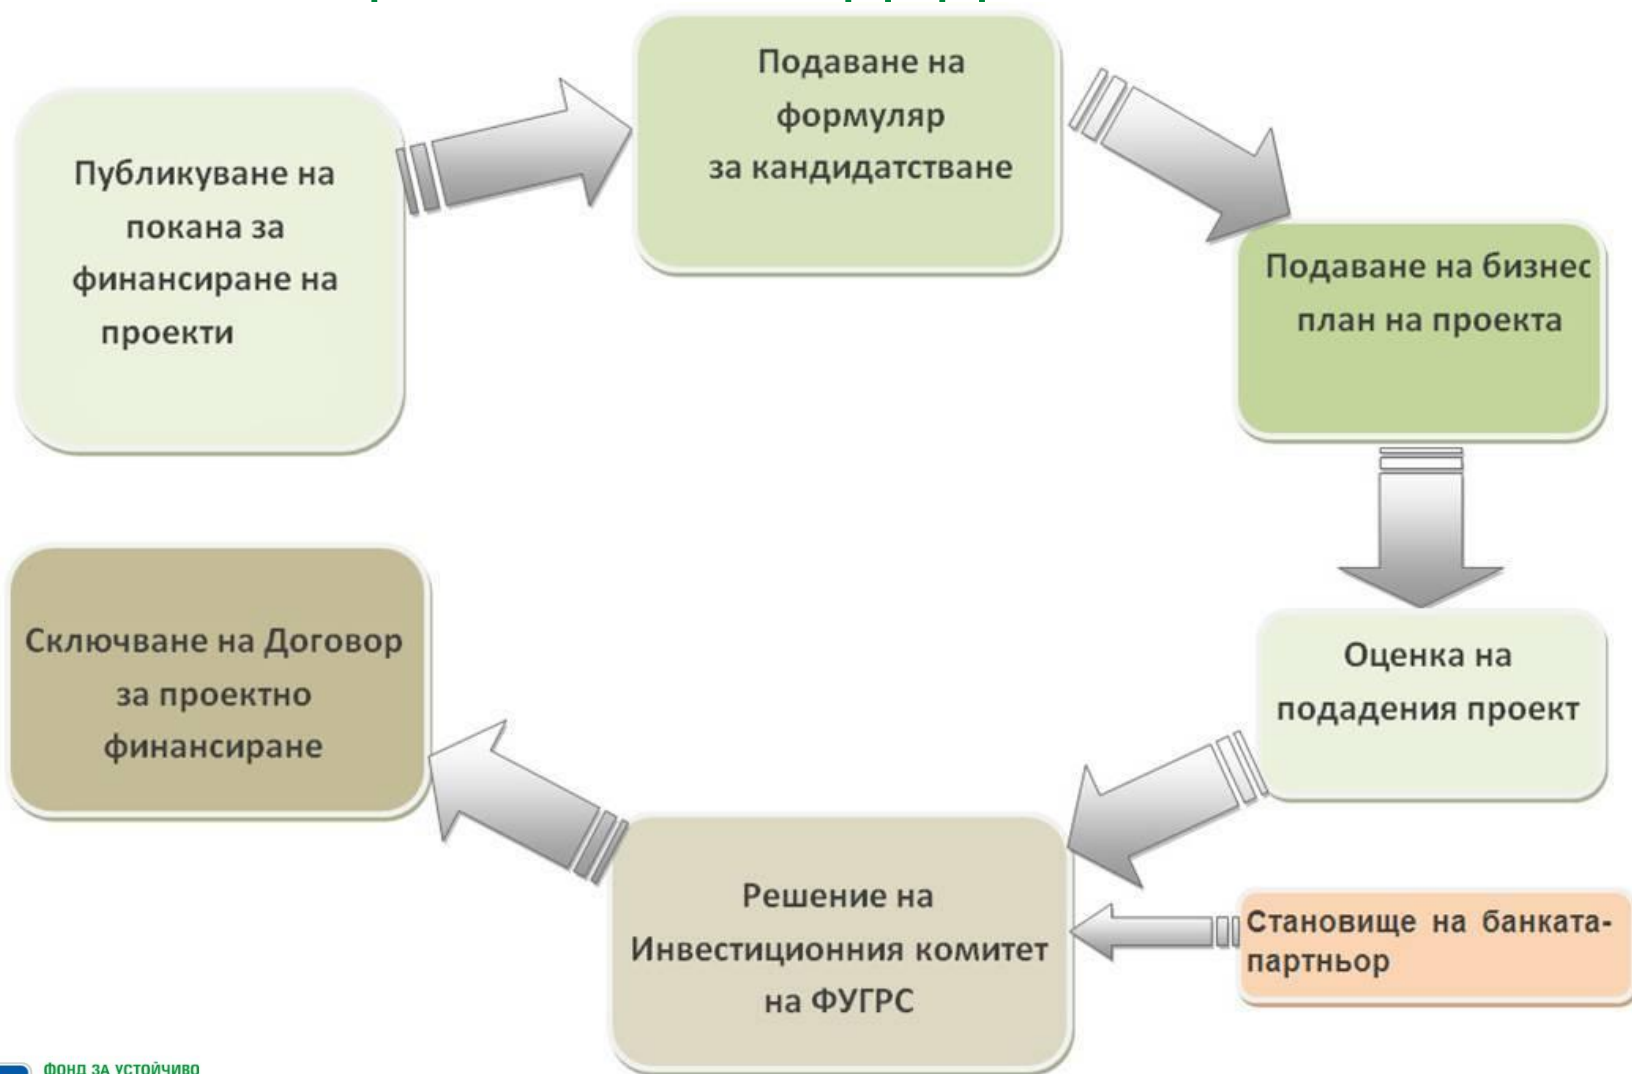 Публикуване на
покана за
финансиране на
проекти
Подаване на
формуляр
за кандидатстване
Подаване на бизнес
план на проекта
Оценка на
подадения проект
Становище на банката-
партньор
Решение на
Инвестиционния комитет
на ФУГРС
Сключване на Договор
за проектно
финансиране
ФОНД ЗА УСТОЙЧИВО